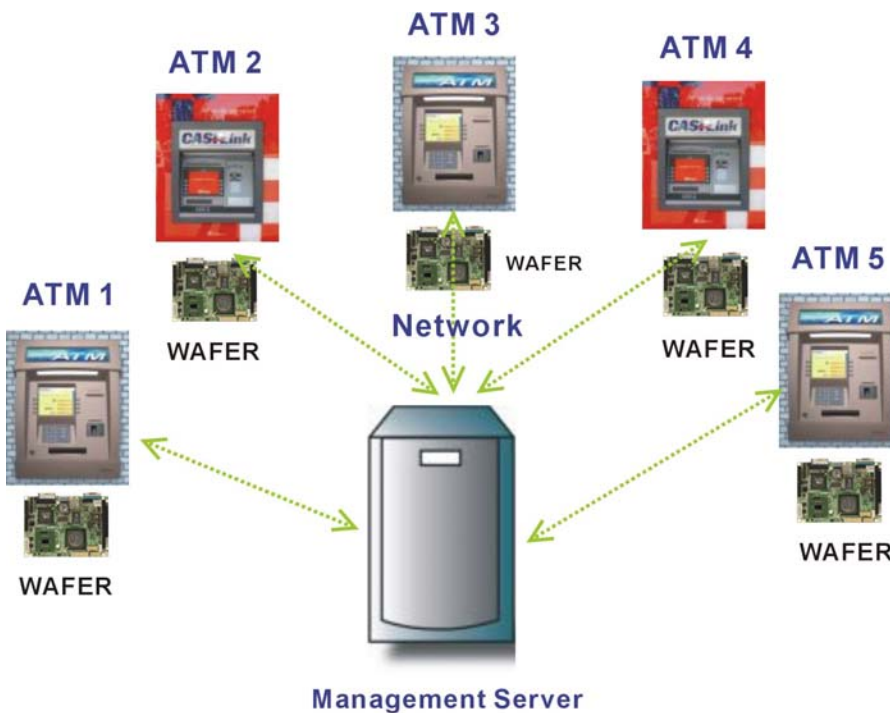 ATM 3
ATM 2
ATM 4
ATM
CASHLink
CASHLink
ATM 5
WAFER
ATM 1
Network
ATM
WAFER
WAFER
ATM
WAFER
WAFER
Management Server